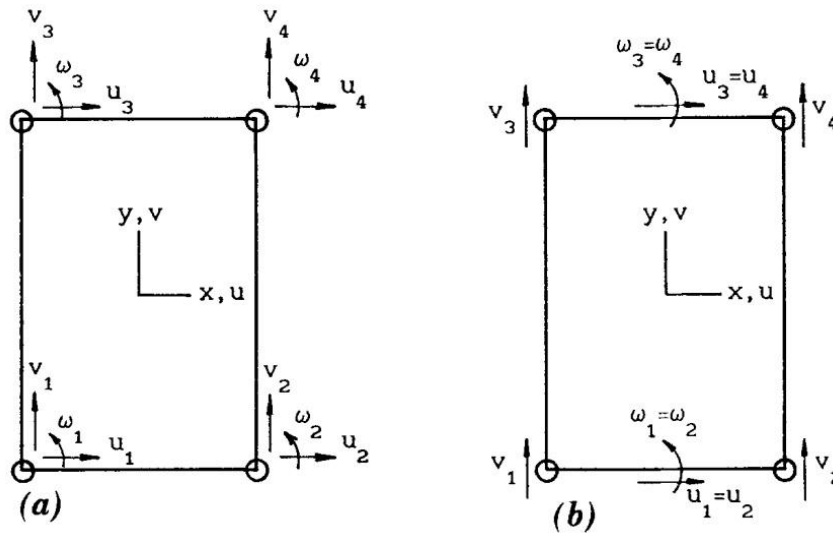 v₃ v₄
ω₃ ω₄
u₃ u₄
y,v
x,u
v₁ v₂
ω₁ ω₂
u₁ u₂
(a)
ω₃=ω₄
u₃=u₄
v₃ v₄
y,v
x,u
ω₁=ω₂
v₁ v₂
u₁=u₂
(b)